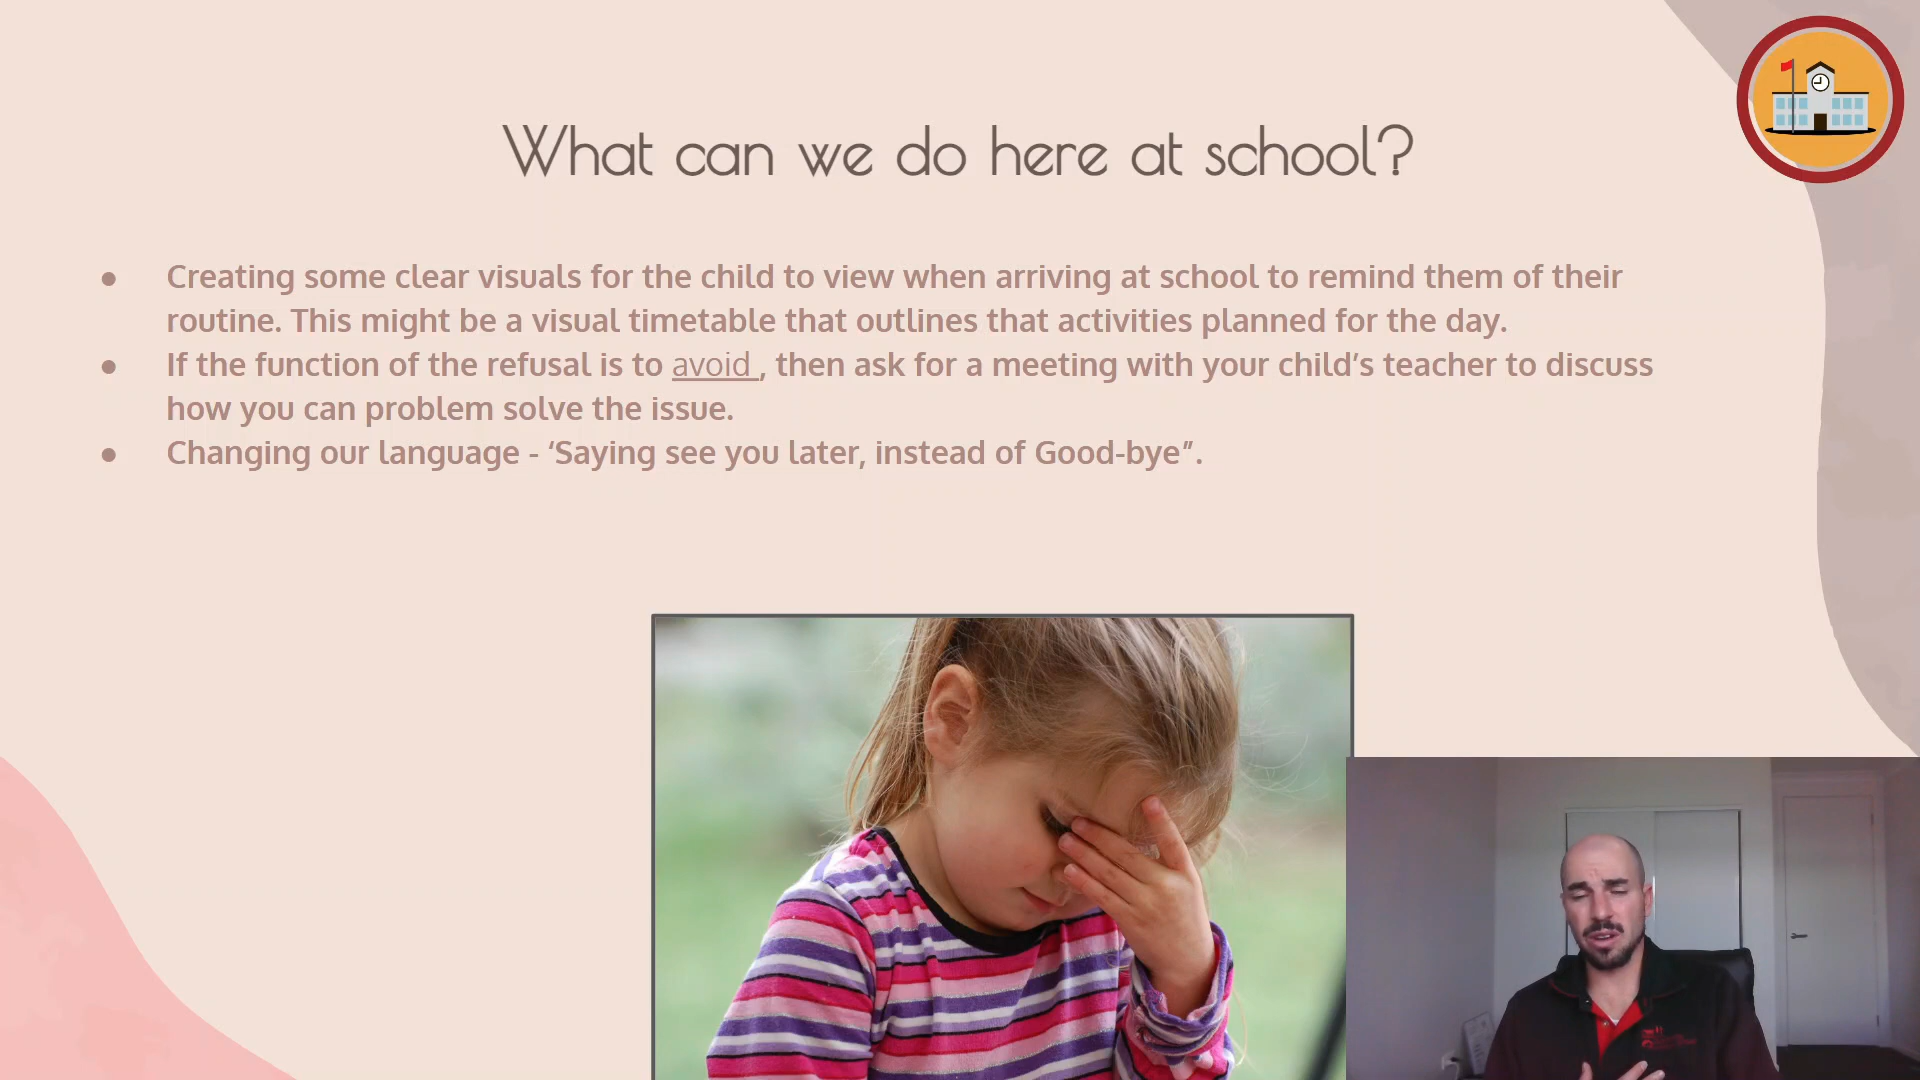 What can we do here at school?
● Creating some clear visuals for the child to view when arriving at school to remind them of their
routine. This might be a visual timetable that outlines that activities planned for the day.
● If the function of the refusal is to avoid , then ask for a meeting with your child’s teacher to discuss
how you can problem solve the issue.
● Changing our language - ‘Saying see you later, instead of Good-bye”.